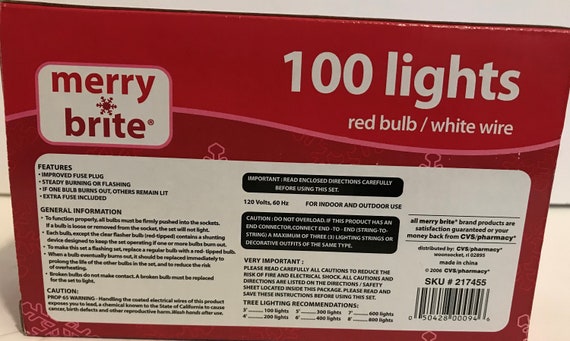 merry
brite®
100 lights
red bulb / white wire
FEATURES
• IMPROVED FUSE PLUG
• STEADY BURNING OR FLASHING
• IF ONE BULB BURNS OUT, OTHERS REMAIN LIT
• EXTRA FUSE INCLUDED
GENERAL INFORMATION
• To function properly, all bulbs must be firmly pushed into the sockets.
If a bulb is loose or removed from the socket, the set will not light.
• Each bulb, except the clear flasher bulb (red-tipped) contains a shunting
device designed to keep the set operating if one or more bulbs burn out.
To make this set a flashing set, replace a regular bulb with a red-tipped bulb.
• When a bulb eventually burns out, it should be replaced immediately to
prolong the life of the other bulbs in the set, and to reduce the risk
of overheating.
• Broken bulbs do not make contact. A broken bulb must be replaced
for the set to light.
CAUTION:
PROP 65 WARNING - Handling the coated electrical wires of this product
exposes you to lead, a chemical known to the State of California to cause
cancer, birth defects and other reproductive harm. Wash hands after use.
IMPORTANT : READ ENCLOSED DIRECTIONS CAREFULLY
BEFORE USING THIS SET.
120 Volts, 60 Hz FOR INDOOR AND OUTDOOR USE
CAUTION : DO NOT OVERLOAD. IF THIS PRODUCT HAS AN
END CONNECTOR, CONNECT END - TO - END (STRING-TO-
STRING) A MAXIMUM OF THREE (3) LIGHTING STRINGS OR
DECORATIVE OUTFITS OF THE SAME TYPE.
VERY IMPORTANT :
PLEASE READ CAREFULLY ALL CAUTIONS TO REDUCE THE
RISK OF FIRE AND ELECTRICAL SHOCK. ALL CAUTIONS AND
DIRECTIONS ARE LISTED ON THE DIRECTIONS / SAFETY
SHEET LOCATED INSIDE THIS PACKAGE. PLEASE READ AND
SAVE THESE INSTRUCTIONS BEFORE USING THIS SET.
TREE LIGHTING RECOMMENDATIONS:
3' ......... 100 lights 5' ......... 300 lights 7' ......... 600 lights
4' ......... 200 lights 6' ......... 400 lights 8' ......... 800 lights
all merry brite® brand products are
satisfaction guaranteed or your
money back from CVS/pharmacy®
distributed by: CVS/pharmacy®
woonsocket, ri 02895
made in china
© 2006 CVS/pharmacy®
SKU # 217455
0 50428 00094 6